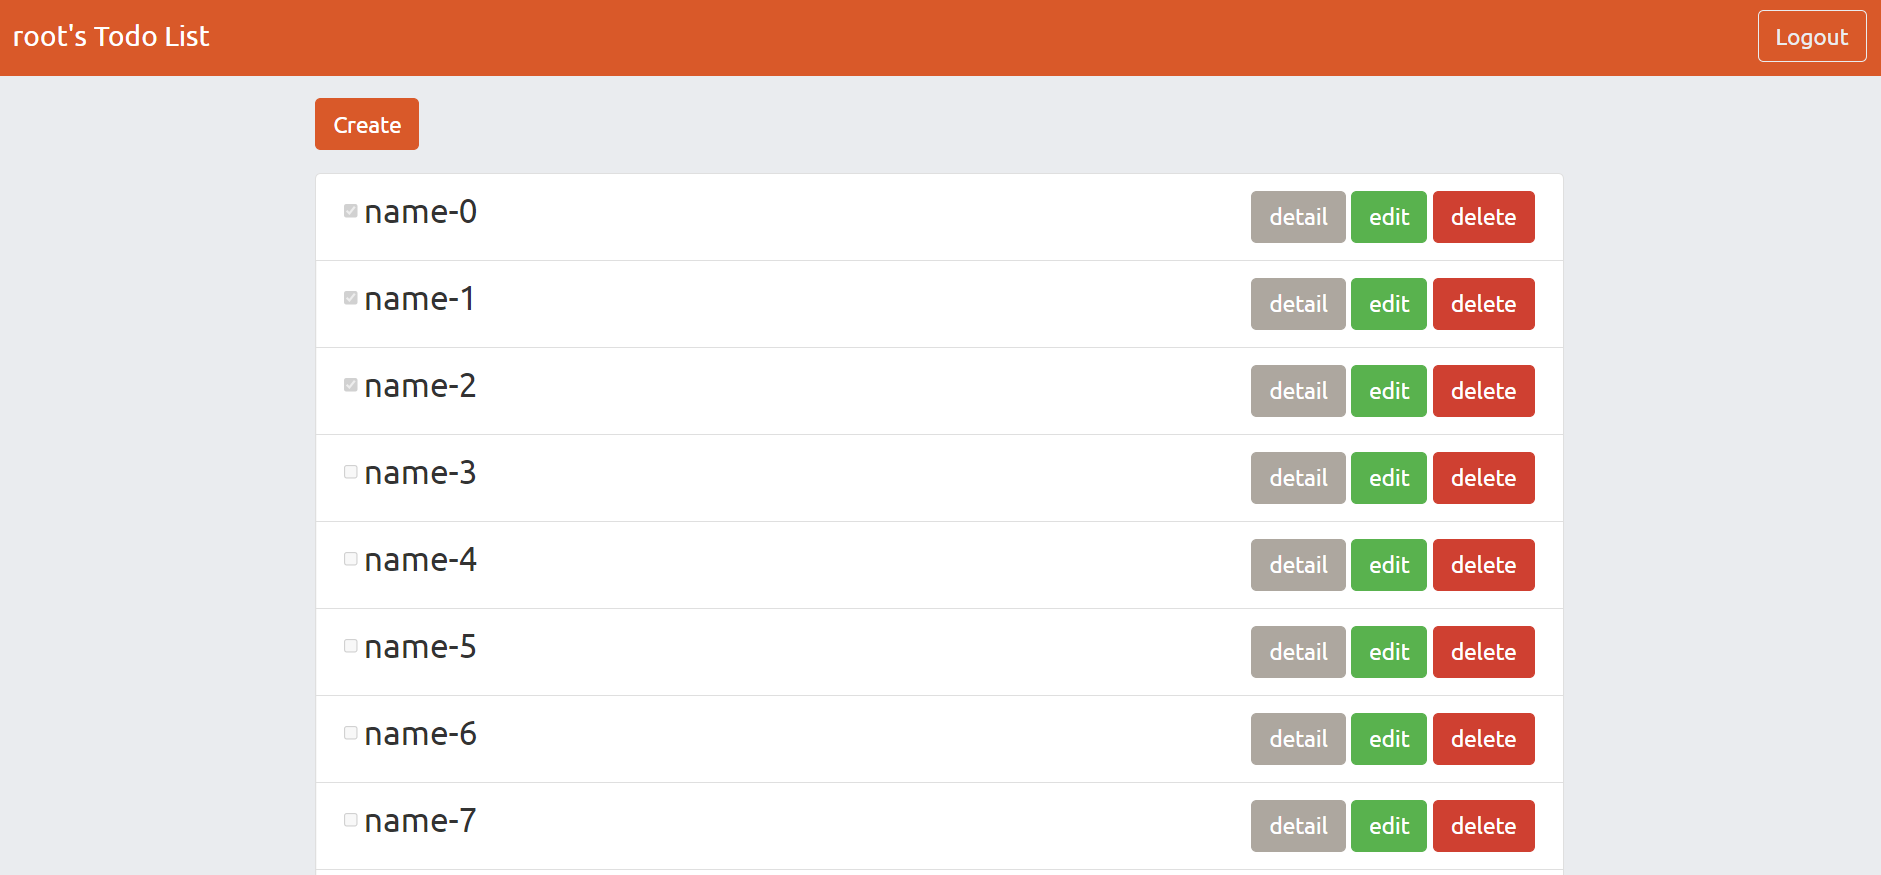 root's Todo List Logout
Create
name-0 detail edit delete
name-1 detail edit delete
name-2 detail edit delete
name-3 detail edit delete
name-4 detail edit delete
name-5 detail edit delete
name-6 detail edit delete
name-7 detail edit delete